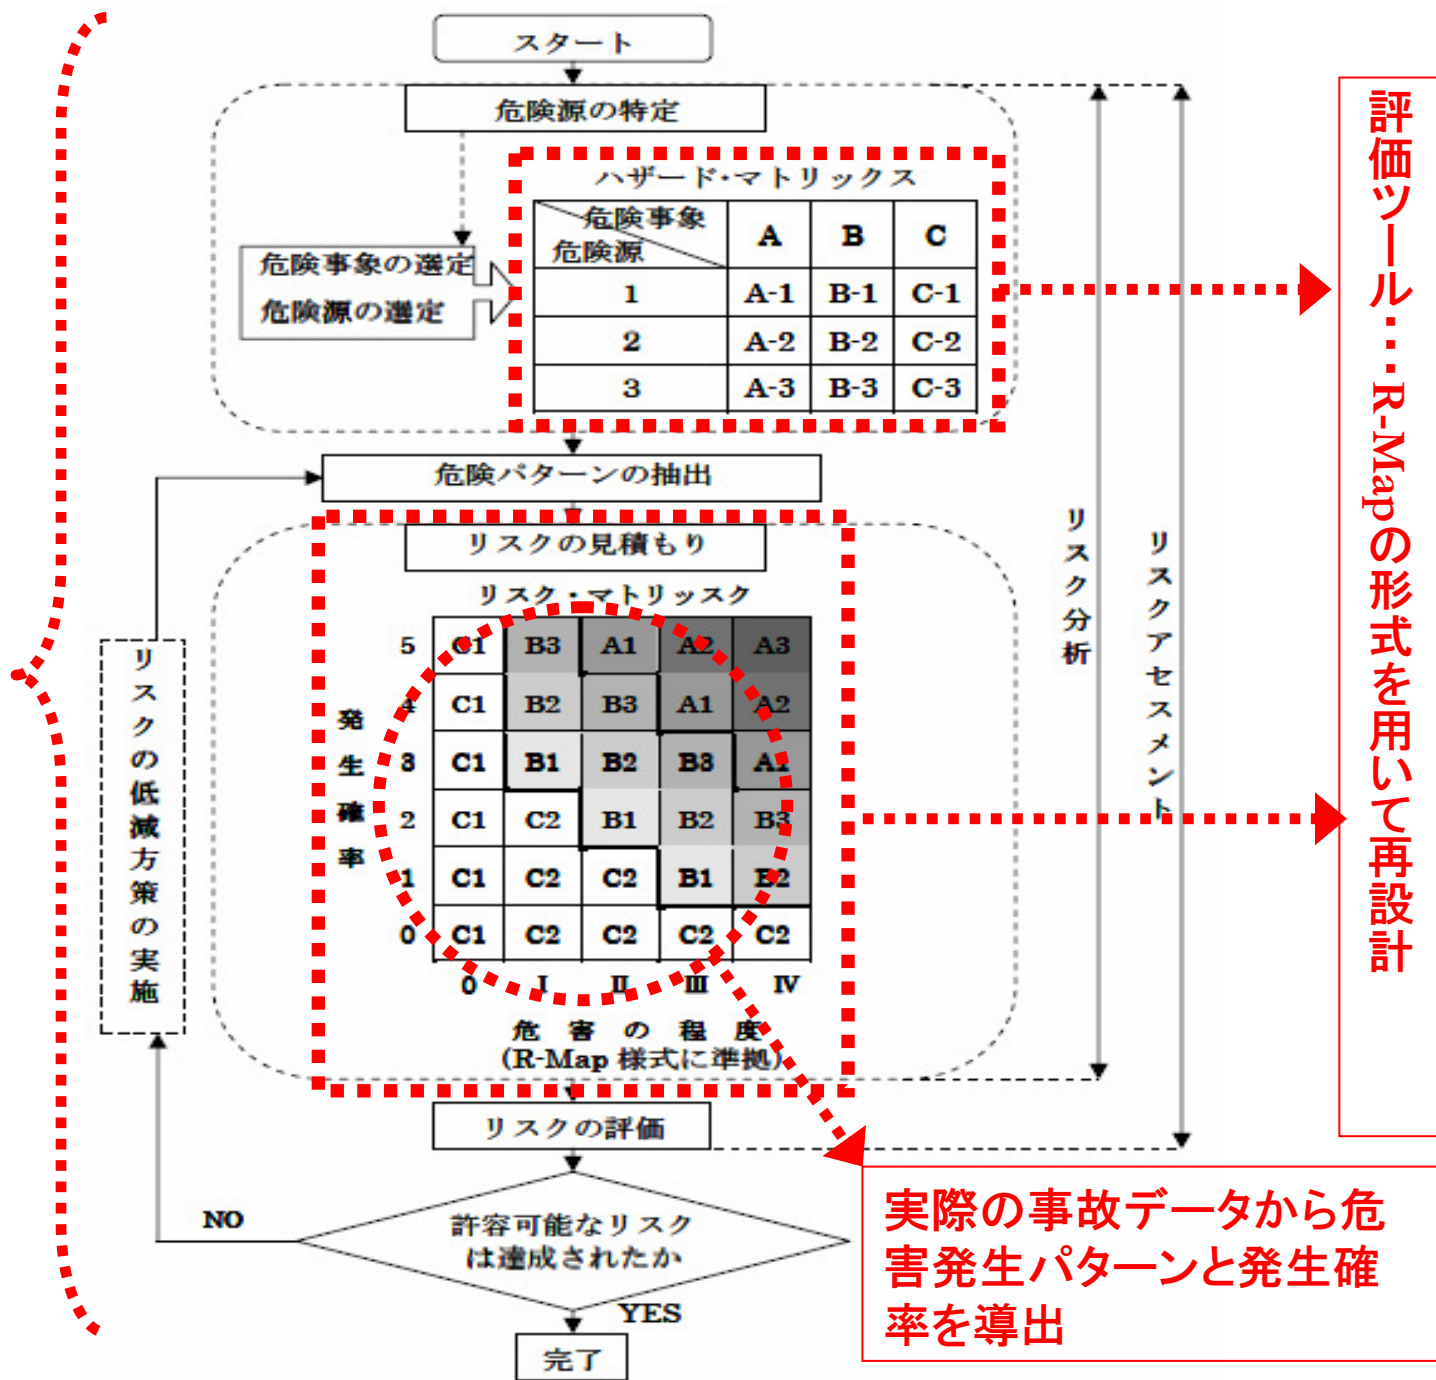 スタート
危険源の特定
ハザード・マトリックス
危険事象 A B C
危険源
1 A-1 B-1 C-1
2 A-2 B-2 C-2
3 A-3 B-3 C-3
危険事象の選定
危険源の選定
危険パターンの抽出
リスクの見積もり
リスク・マトリッスク
5 C1 B3 A1 A2 A3
4 C1 B2 B3 A1 A2
3 C1 B1 B2 B3 A1
2 C1 C2 B1 B2 B3
1 C1 C2 C2 B1 B2
0 C1 C2 C2 C2 C2
0 Ⅰ Ⅱ Ⅲ Ⅳ
発生確率
危害の程度
(R-Map 様式に準拠)
リスクの評価
許容可能なリスク
は達成されたか
NO
YES
完了
リスクの低減方策の実施
リスク分析
リスクアセスメント
評価ツール・・・R-Mapの形式を用いて再設計
実際の事故データから危
害発生パターンと発生確
率を導出